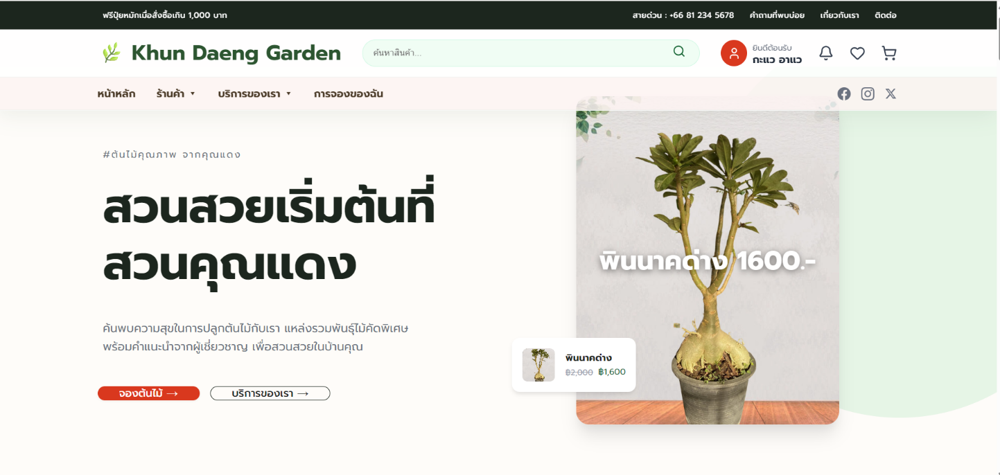 ฟรีปุ๋ยหมักเมื่อสั่งซื้อเกิน 1,000 บาท
สายด่วน : +66 81 234 5678 คำถามที่พบบ่อย เกี่ยวกับเรา ติดต่อ
Khun Daeng Garden
ค้นหาสินค้า...
ยินดีต้อนรับ
กะแว อาแว
หน้าหลัก ร้านค้า บริการของเรา การจองของฉัน
#ต้นไม้คุณภาพ จากคุณแดง
สวนสวยเริ่มต้นที่
สวนคุณแดง
ค้นพบความสุขในการปลูกต้นไม้กับเรา แหล่งรวมพันธุ์ไม้คัดพิเศษ
พร้อมคำแนะนำจากผู้เชี่ยวชาญ เพื่อสวนสวยในบ้านคุณ
จองต้นไม้ →
บริการของเรา →
พินนาคด่าง 1600.-
พินนาคด่าง
฿2,000 ฿1,600